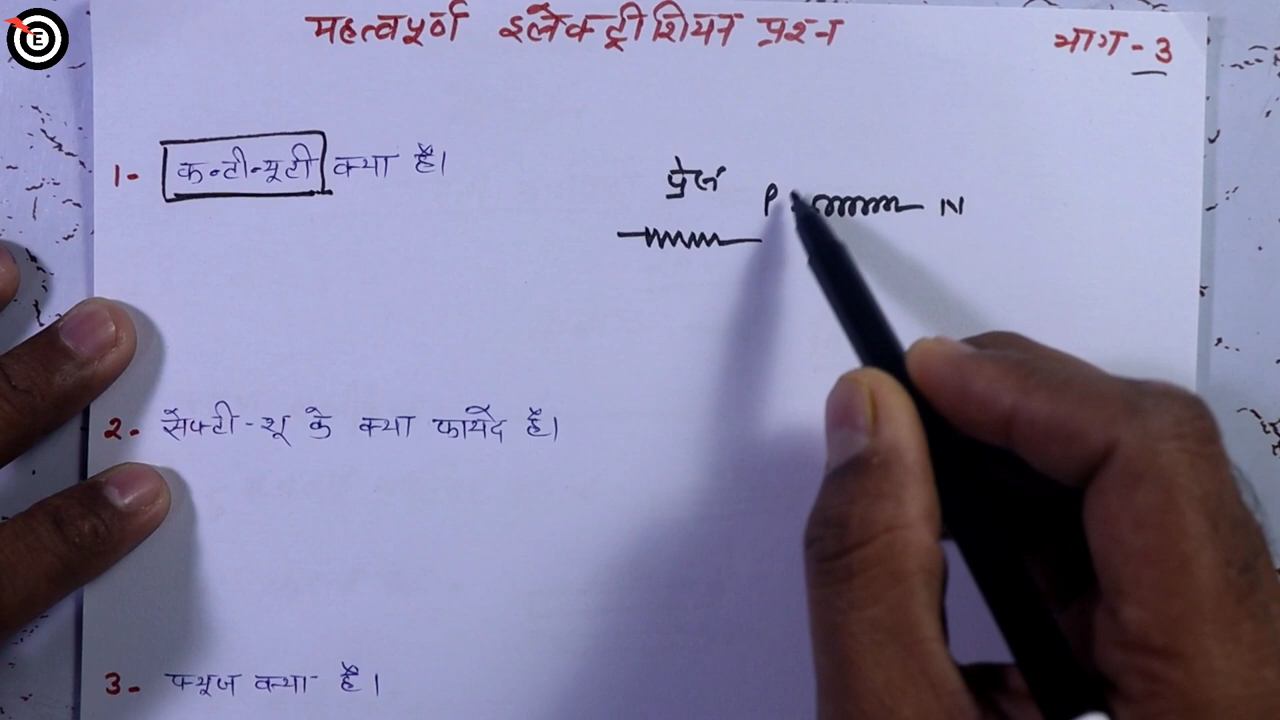 महत्वपूर्ण इलेक्ट्रीशियन प्रश्न भाग - 3
1- कन्टीन्यूटी क्या है।
प्रेस
P N
2- सेफ्टी-शू के क्या फायदे है।
3- फ्यूज क्या है।
E